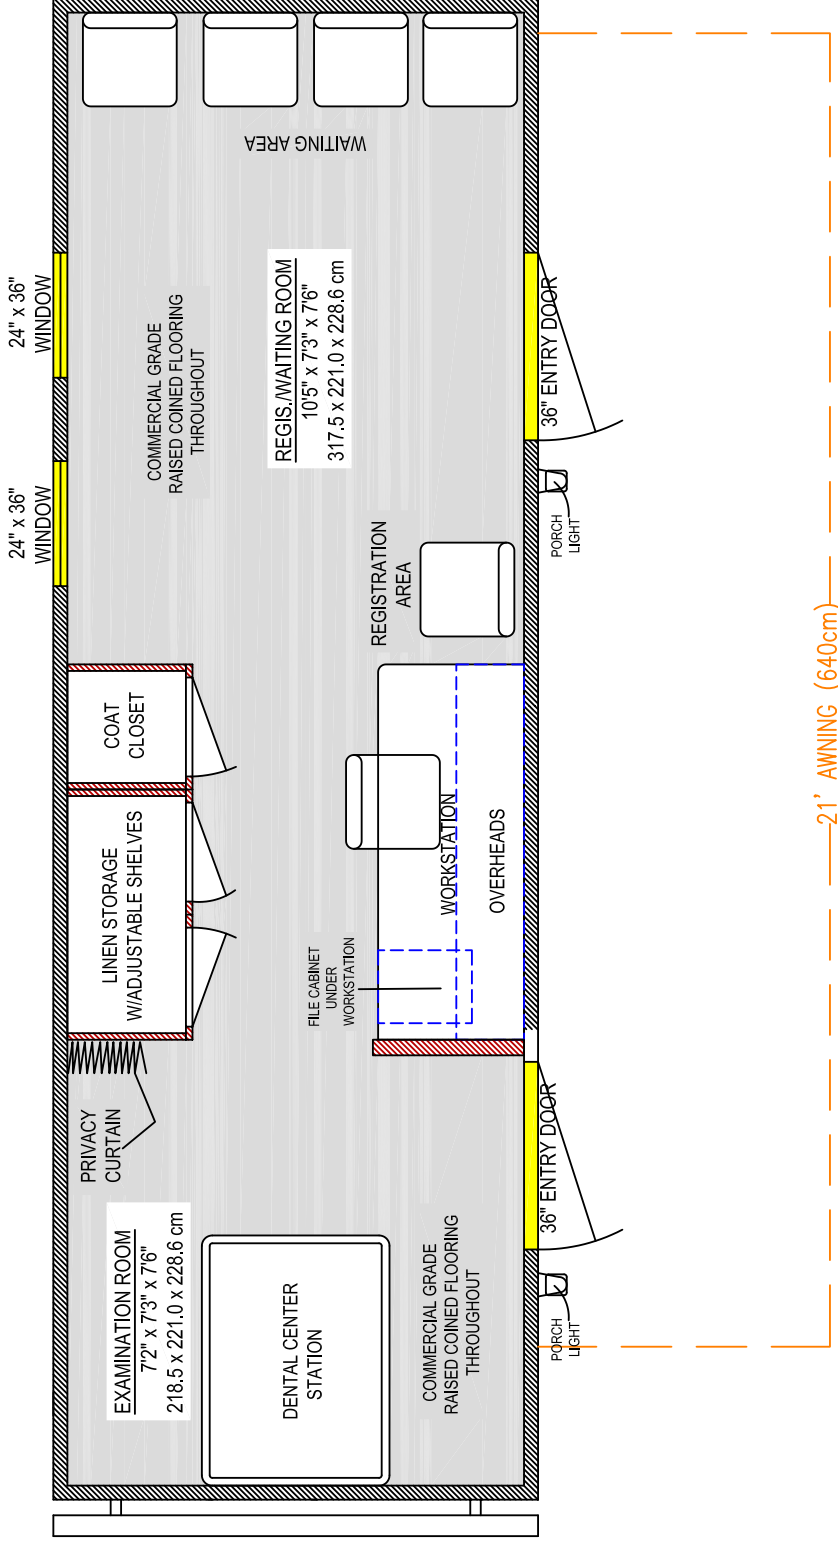 24" x 36"
WINDOW
24" x 36"
WINDOW
WAITING AREA
COMMERCIAL GRADE
RAISED COINED FLOORING
THROUGHOUT
REGIS./WAITING ROOM
10'5" x 7'3" x 7'6"
317.5 x 221.0 x 228.6 cm
36" ENTRY DOOR
PORCH
LIGHT
REGISTRATION
AREA
COAT
CLOSET
LINEN STORAGE
W/ADJUSTABLE SHELVES
WORKSTATION
OVERHEADS
FILE CABINET
UNDER
WORKSTATION
21' AWNING (640cm)
PRIVACY
CURTAIN
EXAMINATION ROOM
7'2" x 7'3" x 7'6"
218.5 x 221.0 x 228.6 cm
DENTAL CENTER
STATION
COMMERCIAL GRADE
RAISED COINED FLOORING
THROUGHOUT
36" ENTRY DOOR
PORCH
LIGHT